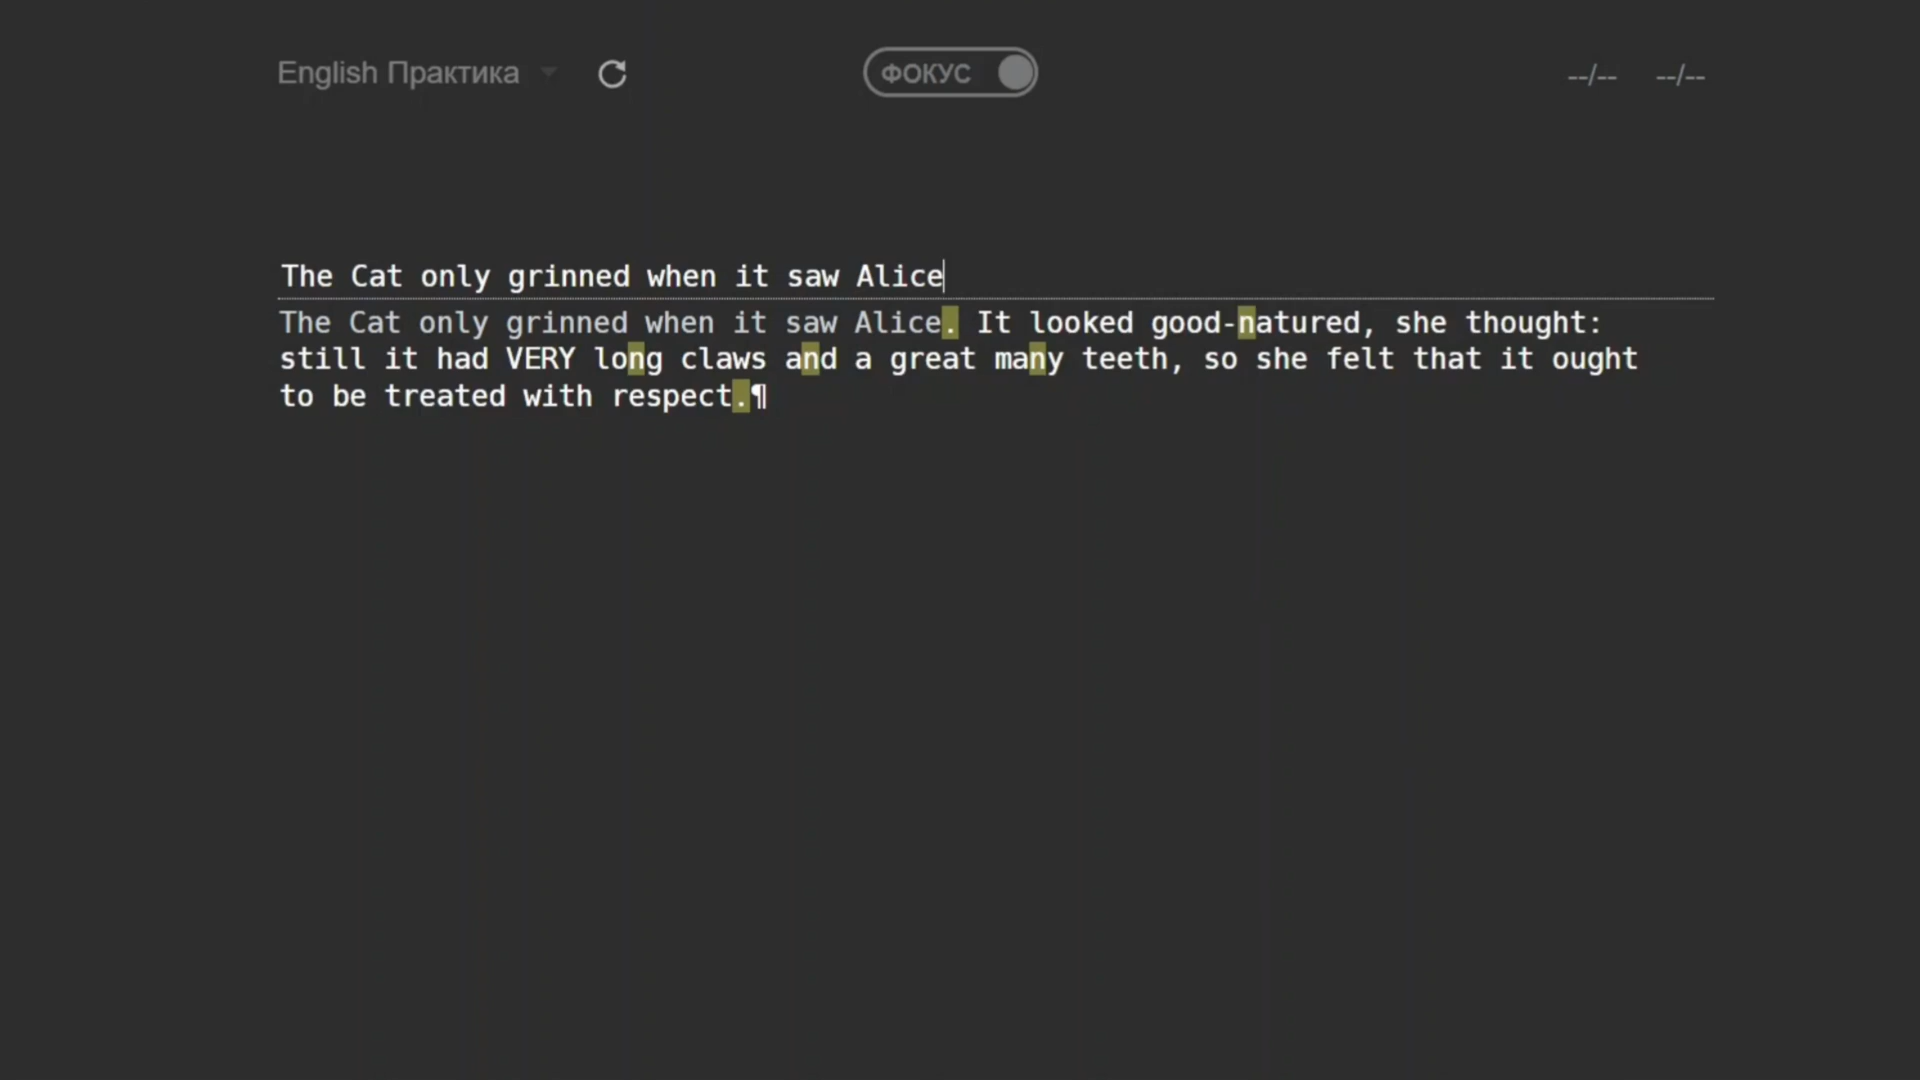 English Практика
ФОКУС
--/-- --/--
The Cat only grinned when it saw Alice
The Cat only grinned when it saw Alice. It looked good-natured, she thought:
still it had VERY long claws and a great many teeth, so she felt that it ought
to be treated with respect.¶